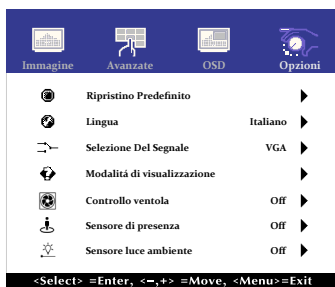 Immagine Avanzate OSD Opzioni
Ripristino Predefinito
Lingua Italiano
Selezione Del Segnale VGA
Modalitá di visualizzazione
Controllo ventola Off
Sensore di presenza Off
Sensore luce ambiente Off
<Select> =Enter, <−,+> =Move, <Menu>=Exit